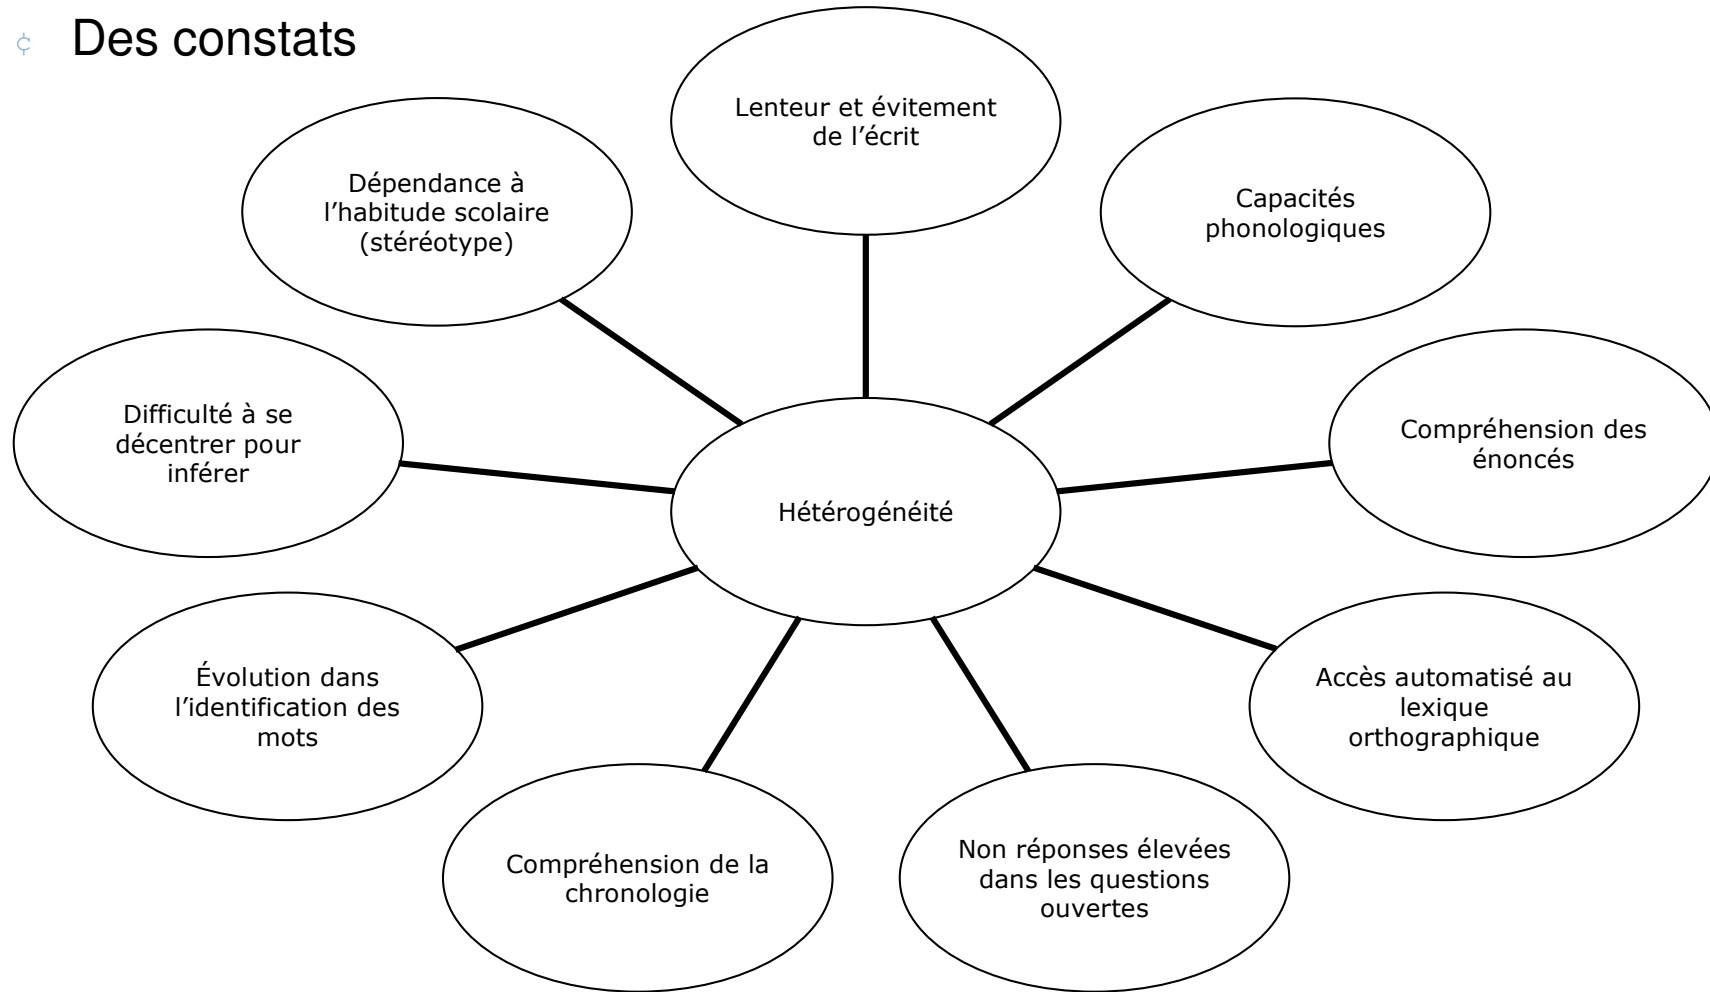 ¢ Des constats
Lenteur et évitement
de l’écrit
Dépendance à
l’habitude scolaire
(stéréotype)
Capacités
phonologiques
Difficulté à se
décentrer pour
inférer
Compréhension des
énoncés
Hétérogénéité
Évolution dans
l’identification des
mots
Accès automatisé au
lexique
orthographique
Compréhension de la
chronologie
Non réponses élevées
dans les questions
ouvertes